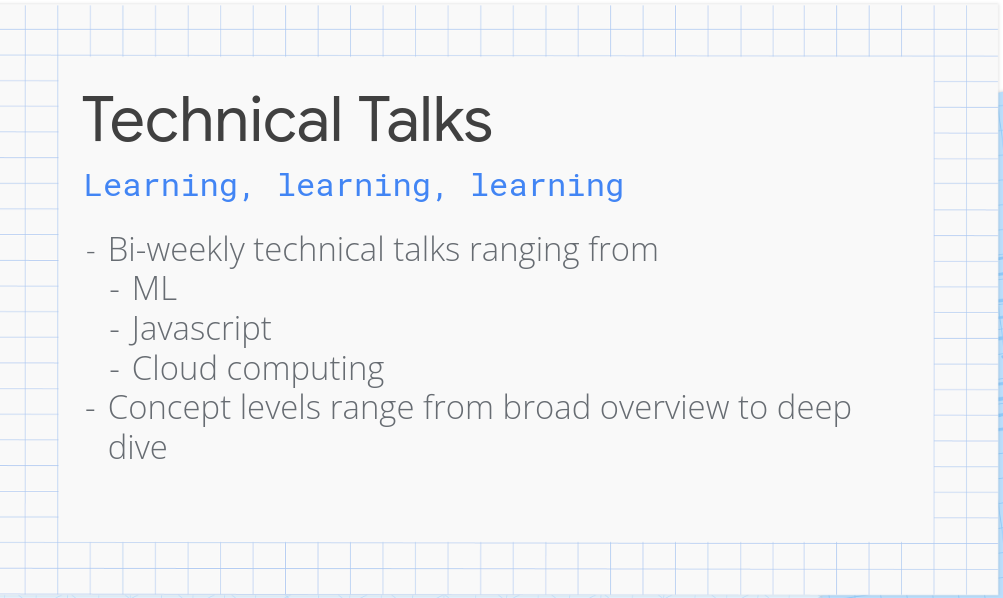 Technical Talks
Learning, learning, learning
- Bi-weekly technical talks ranging from
- ML
- Javascript
- Cloud computing
- Concept levels range from broad overview to deep
dive